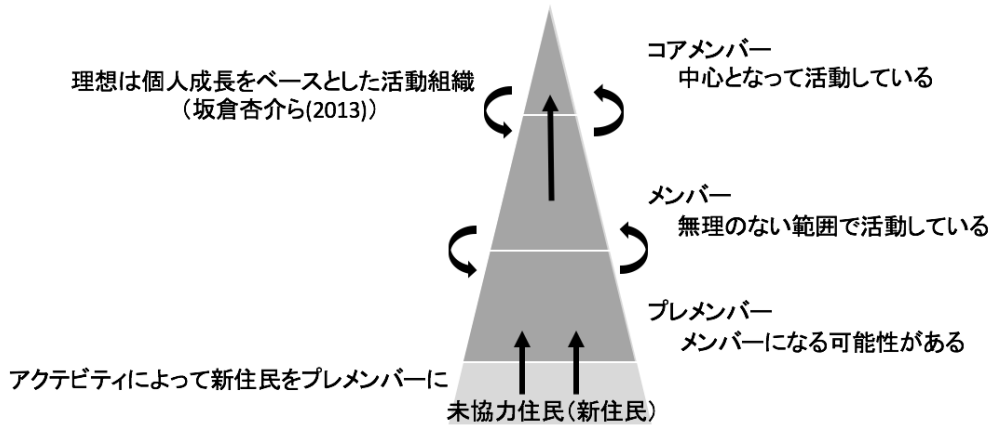 理想は個人成長をベースとした活動組織
（坂倉杏介ら(2013)）
コアメンバー
中心となって活動している
メンバー
無理のない範囲で活動している
プレメンバー
メンバーになる可能性がある
アクテビティによって新住民をプレメンバーに
未協力住民（新住民）